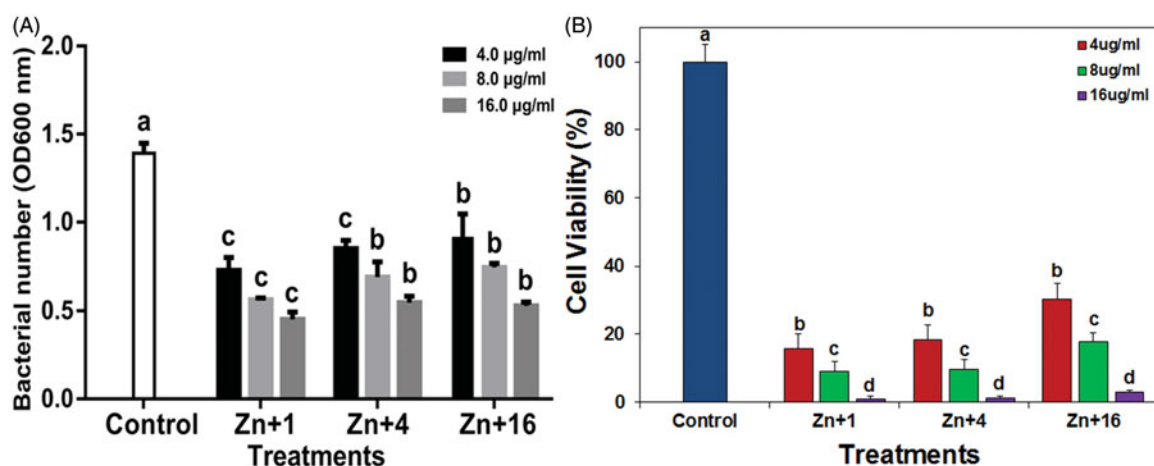 (A)
Bacterial number (OD600 nm)
2.0
1.5
1.0
0.5
0.0
4.0 µg/ml
8.0 µg/ml
16.0 µg/ml
a
c
c
c
c
b
b
b
b
b
Control
Zn+1
Zn+4
Zn+16
Treatments
(B)
Cell Viability (%)
100
80
60
40
20
0
4ug/ml
8ug/ml
16ug/ml
a
b
c
d
b
c
d
b
c
d
Control
Zn+1
Zn+4
Zn+16
Treatments